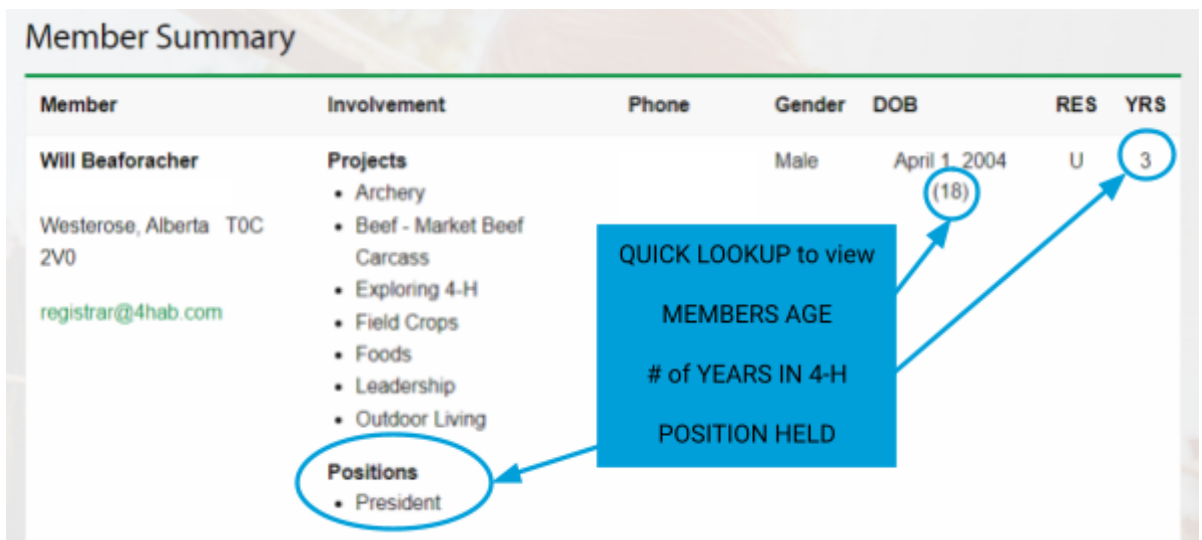 Member Summary
Member Involvement Phone Gender DOB RES YRS
Will Beaforacher Projects Male April 1, 2004 U 3
• Archery (18)
Westerose, Alberta T0C • Beef - Market Beef
2V0 Carcass
• Exploring 4-H
registrar@4hab.com • Field Crops
• Foods
• Leadership
• Outdoor Living
Positions
• President
QUICK LOOKUP to view
MEMBERS AGE
# of YEARS IN 4-H
POSITION HELD